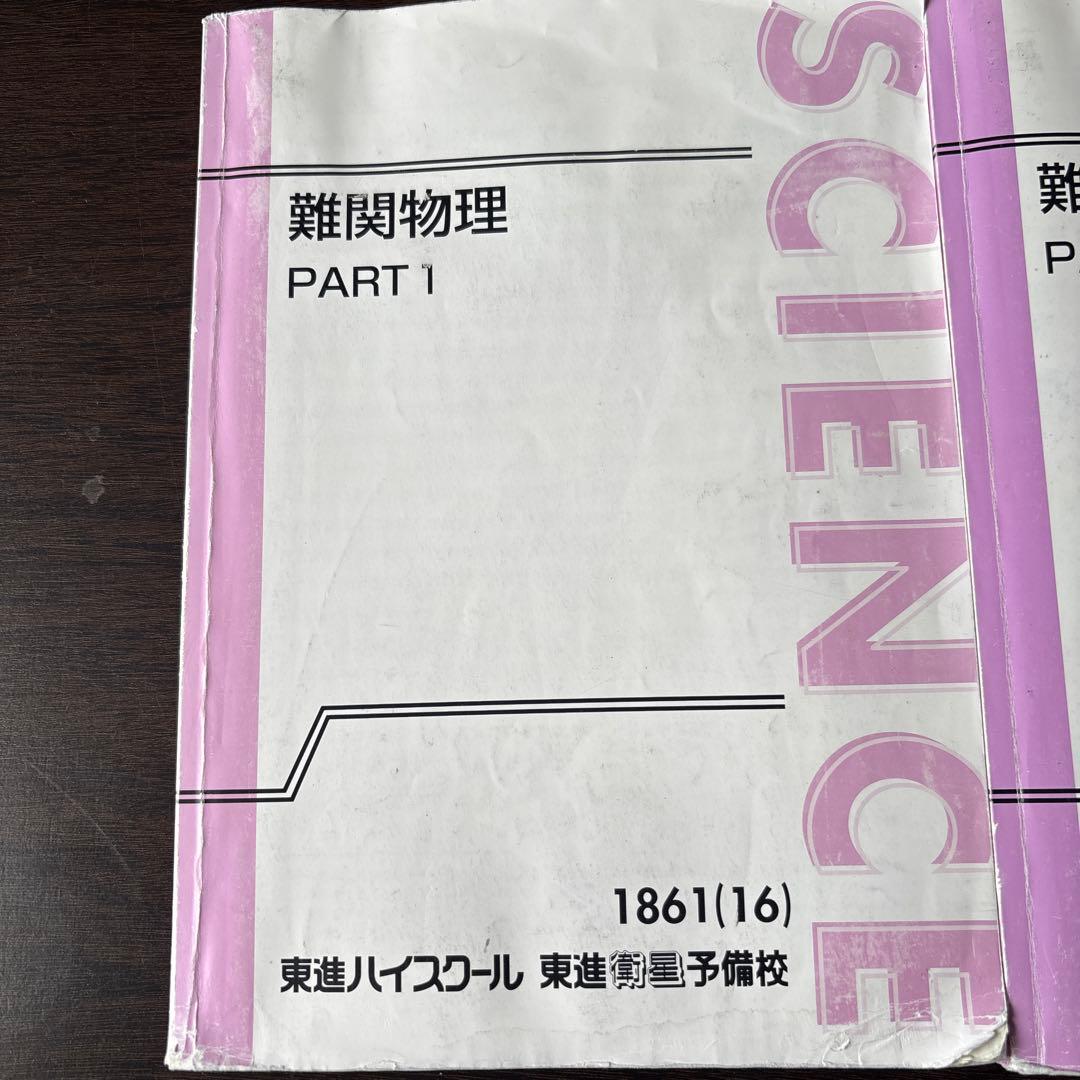 難関物理
PART 1
SCIENCE
1861(16)
東進ハイスクール 東進衛星予備校
難
P